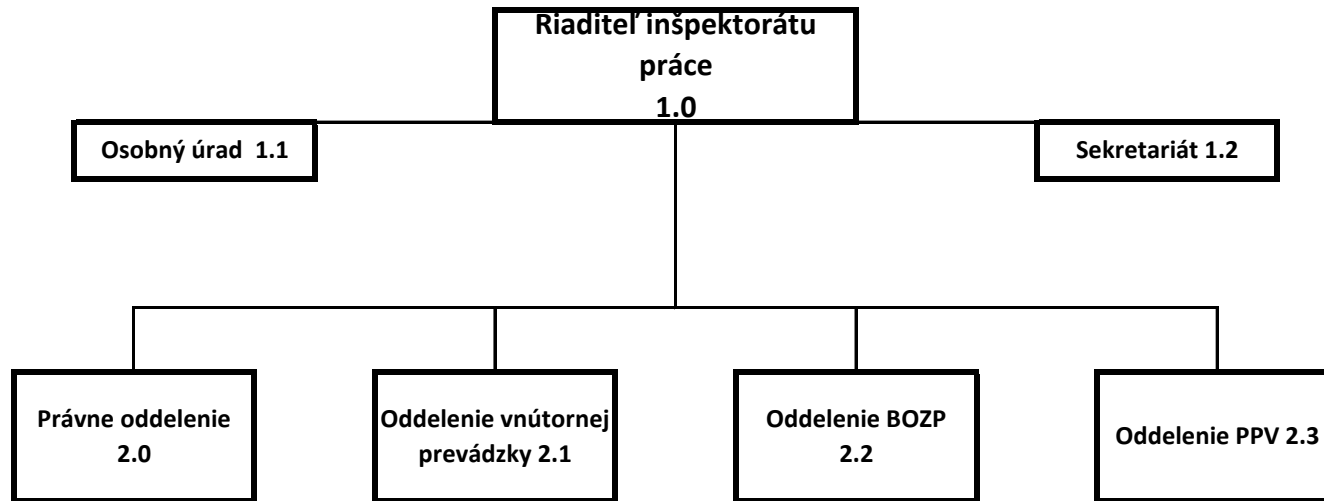 Riaditeľ inšpektorátu
práce
1.0
Osobný úrad 1.1
Sekretariát 1.2
Právne oddelenie
2.0
Oddelenie vnútornej
prevádzky 2.1
Oddelenie BOZP
2.2
Oddelenie PPV 2.3